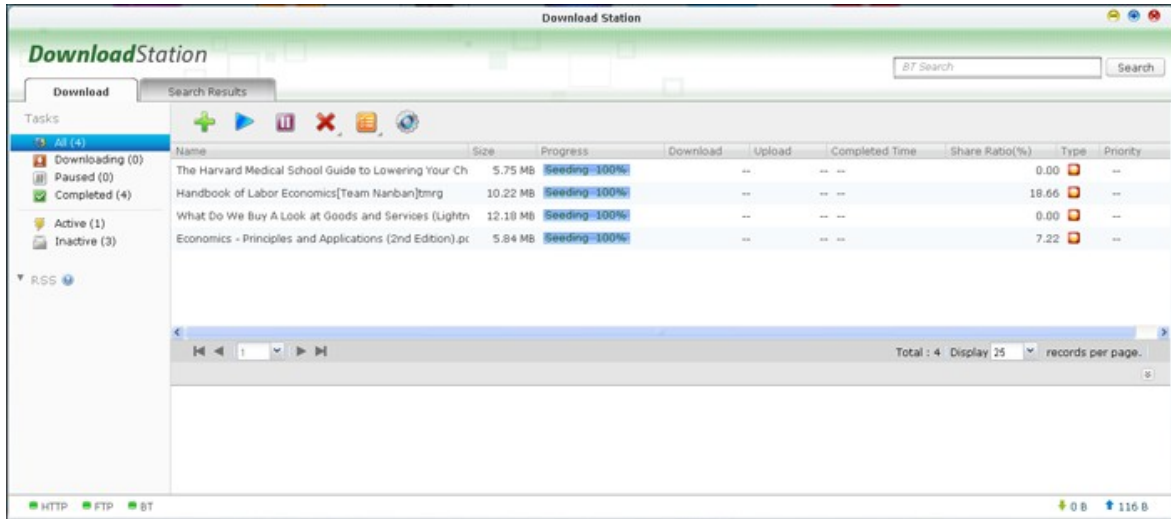 Download Station
DownloadStation
BT Search
Search
Download
Search Results
Tasks
All (4)
Downloading (0)
Paused (0)
Completed (4)
Active (1)
Inactive (3)
RSS
Name Size Progress Download Upload Completed Time Share Ratio(%) Type Priority
The Harvard Medical School Guide to Lowering Your Ch 5.75 MB Seeding 100% -- -- -- 0.00 --
Handbook of Labor Economics[Team Nanban]tmrg 10.22 MB Seeding 100% -- -- -- 18.66 --
What Do We Buy A Look at Goods and Services (Lightn 12.18 MB Seeding 100% -- -- -- 0.00 --
Economics - Principles and Applications (2nd Edition).pc 5.84 MB Seeding 100% -- -- -- 7.22 --
1
Total : 4 Display 25 records per page.
HTTP FTP BT
0 B 116 B